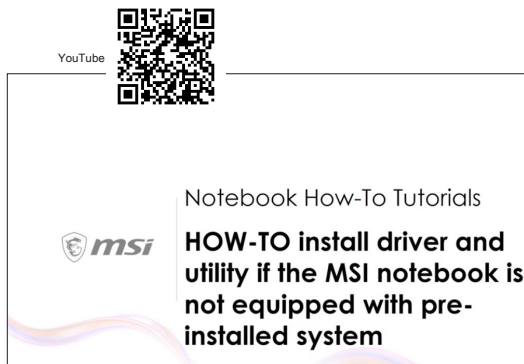 YouTube
Notebook How-To Tutorials
msi
HOW-TO install driver and
utility if the MSI notebook is
not equipped with pre-
installed system